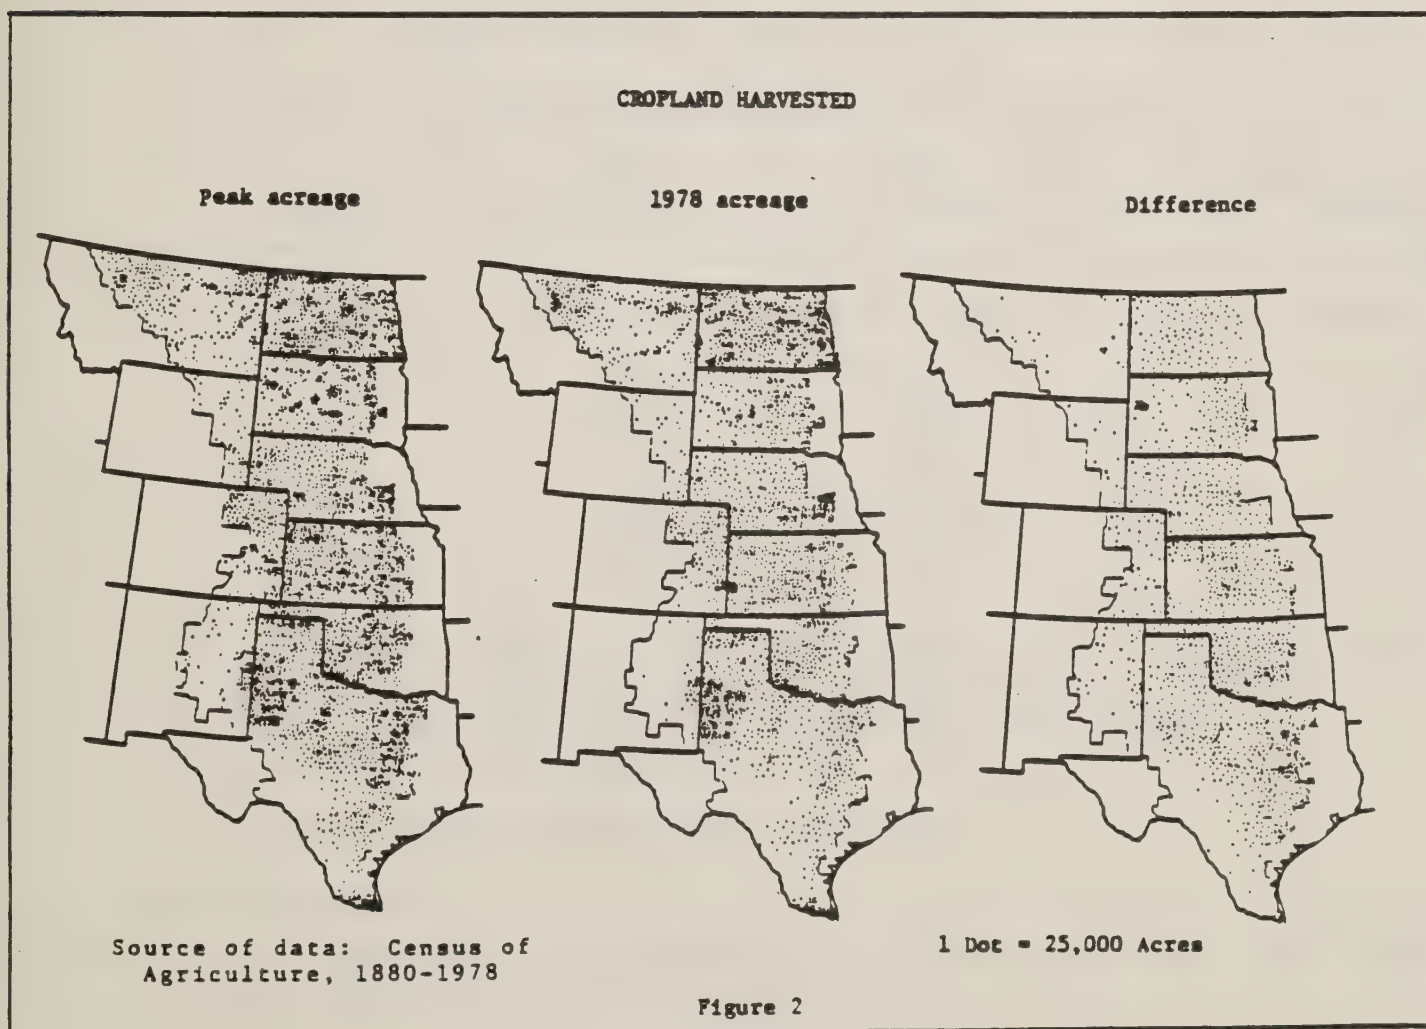 CROPLAND HARVESTED
Peak acreage
1978 acreage
Difference
Source of data: Census of
Agriculture, 1880-1978
1 Dot = 25,000 Acres
Figure 2